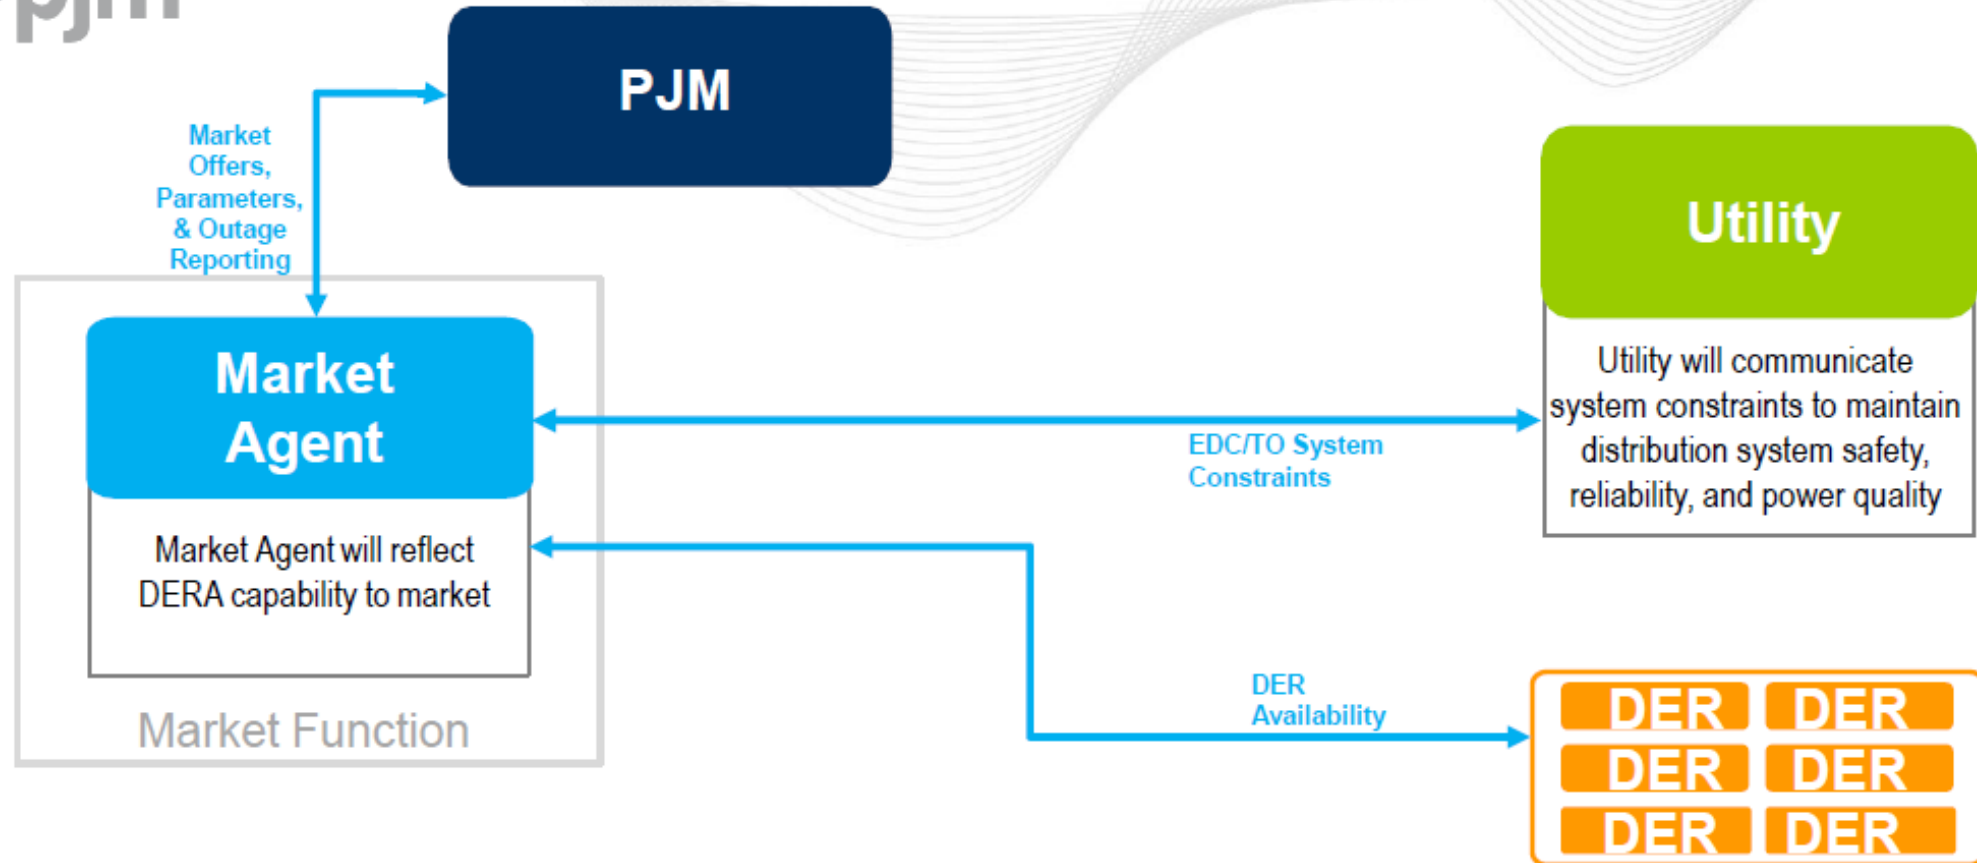 pjm
PJM
Market
Offers,
Parameters,
& Outage
Reporting
Utility
Market
Agent
Utility will communicate
system constraints to maintain
distribution system safety,
reliability, and power quality
EDC/TO System
Constraints
Market Agent will reflect
DERA capability to market
DER
Availability
Market Function
DER DER
DER DER
DER DER